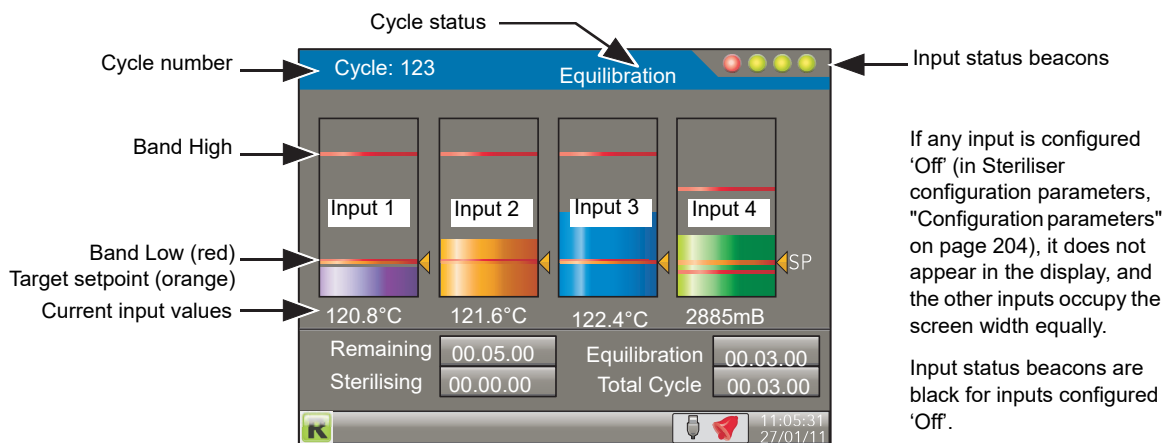 Cycle status
Cycle number
Cycle: 123
Equilibration
Input status beacons
Band High
Input 1
Input 2
Input 3
Input 4
If any input is configured
‘Off’ (in Steriliser
configuration parameters,
"Configuration parameters"
on page 204), it does not
appear in the display, and
the other inputs occupy the
screen width equally.
Input status beacons are
black for inputs configured
‘Off’.
Band Low (red)
Target setpoint (orange)
Current input values
SP
120.8°C
121.6°C
122.4°C
2885mB
Remaining
00.05.00
Equilibration
00.03.00
Sterilising
00.00.00
Total Cycle
00.03.00
R
11:05:31
27/01/11